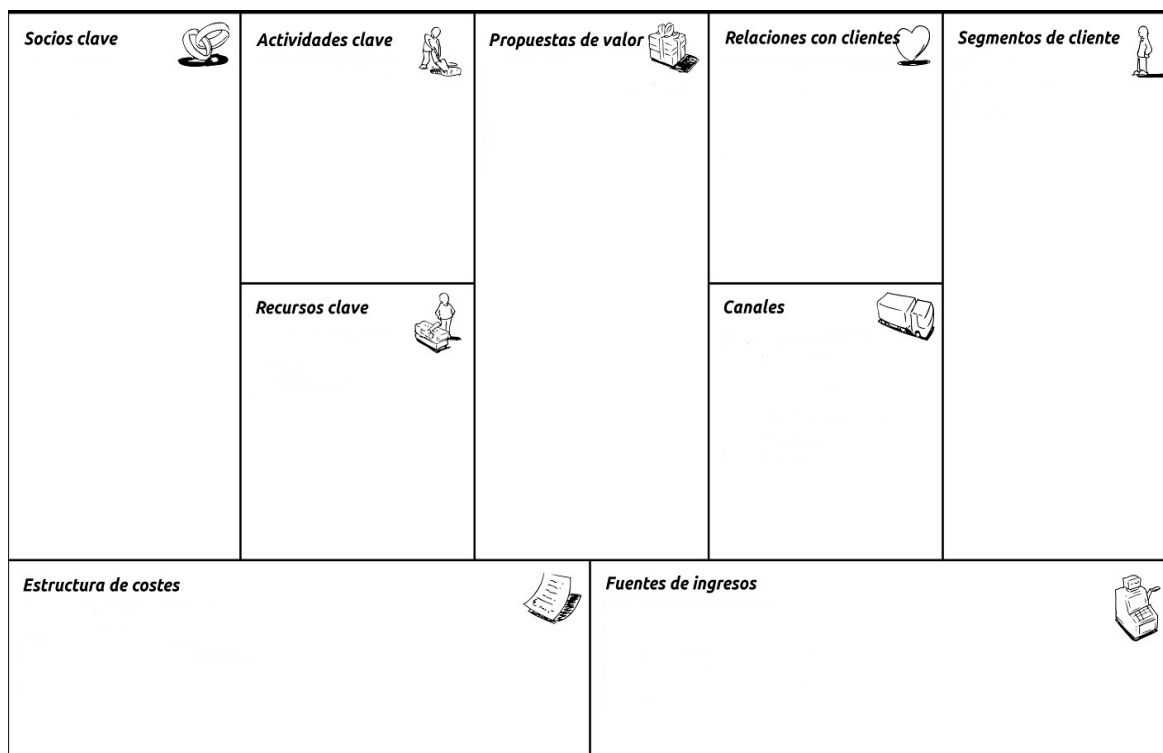 Socios clave
Actividades clave
Propuestas de valor
Relaciones con clientes
Segmentos de cliente
Recursos clave
Canales
Estructura de costes
Fuentes de ingresos